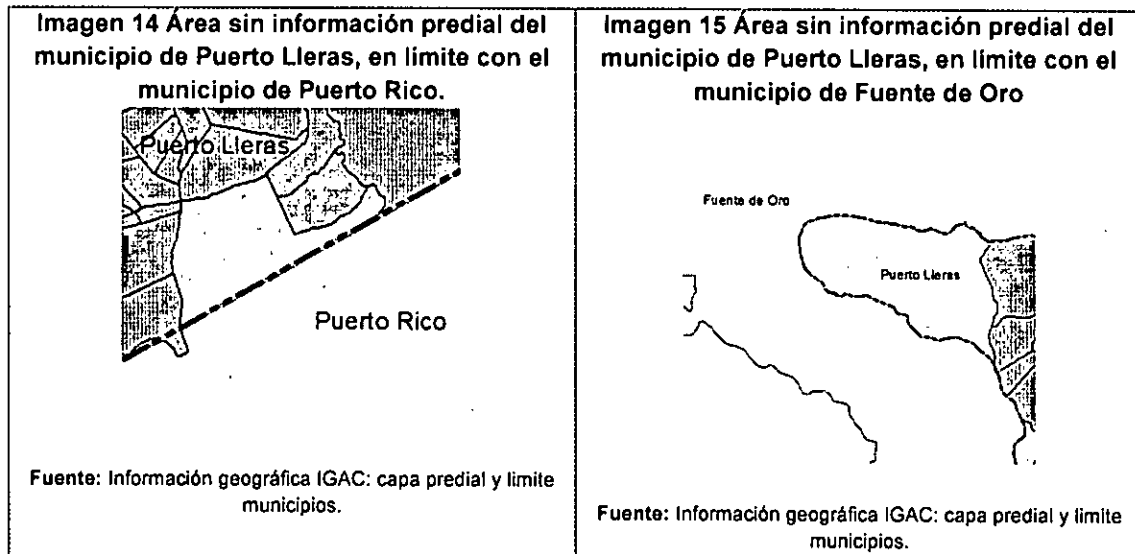 Imagen 14 Área sin información predial del
municipio de Puerto Lleras, en límite con el
municipio de Puerto Rico.
Puerto Lleras
Puerto Rico
Fuente: Información geográfica IGAC: capa predial y limite
municipios.
Imagen 15 Área sin información predial del
municipio de Puerto Lleras, en límite con el
municipio de Fuente de Oro
Fuente de Oro
Puerto Lleras
Fuente: Información geográfica IGAC: capa predial y limite
municipios.